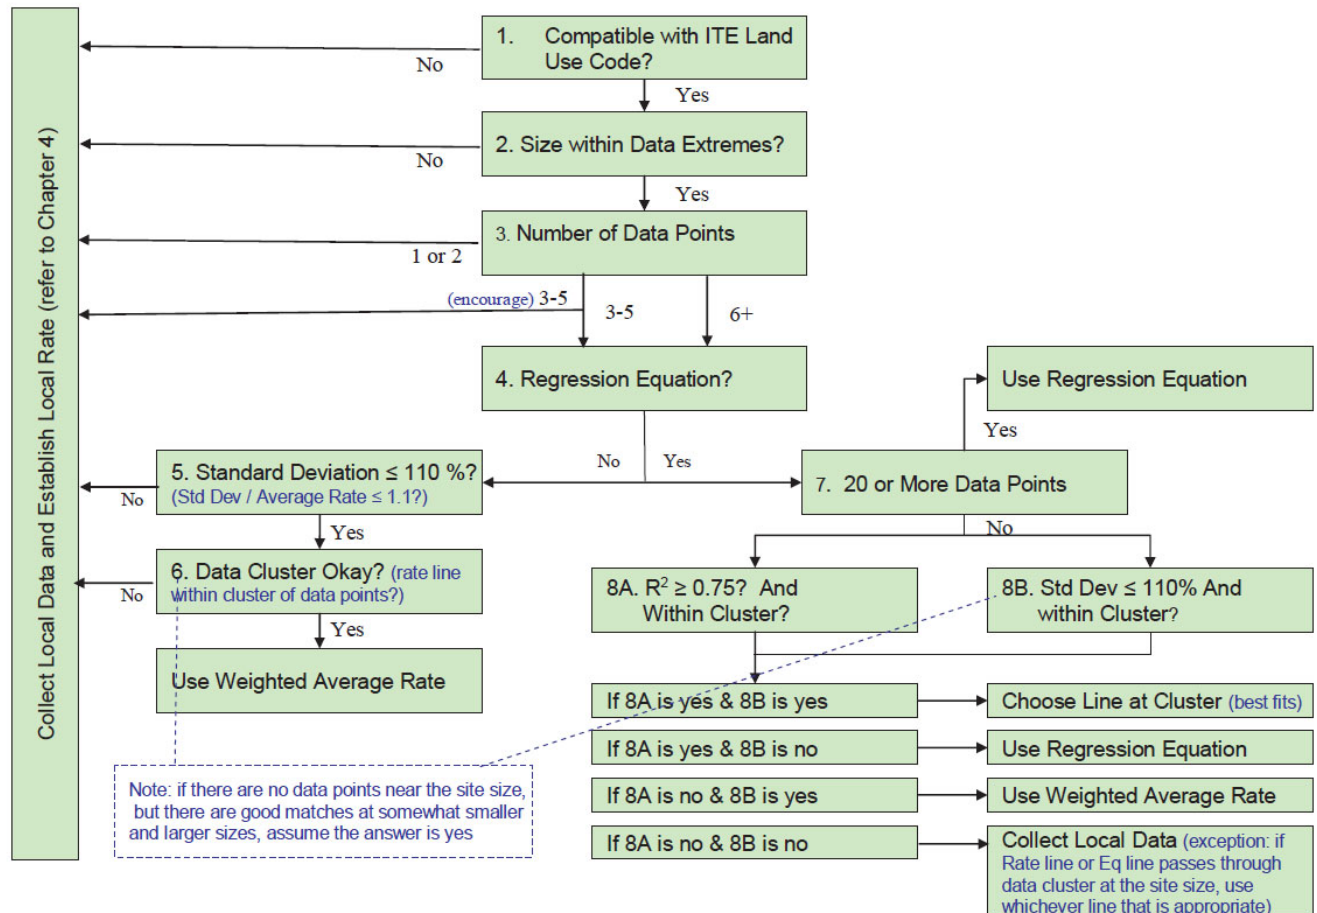 Collect Local Data and Establish Local Rate (refer to Chapter 4)
1. Compatible with ITE Land
Use Code?
No
Yes
2. Size within Data Extremes?
No
Yes
3. Number of Data Points
1 or 2
(encourage) 3-5
3-5
6+
4. Regression Equation?
Use Regression Equation
Yes
No
Yes
5. Standard Deviation ≤ 110 %?
(Std Dev / Average Rate ≤ 1.1?)
No
7. 20 or More Data Points
Yes
No
6. Data Cluster Okay? (rate line
within cluster of data points?)
No
8A. R² ≥ 0.75? And
Within Cluster?
8B. Std Dev ≤ 110% And
within Cluster?
Yes
Use Weighted Average Rate
If 8A is yes & 8B is yes
Choose Line at Cluster (best fits)
If 8A is yes & 8B is no
Use Regression Equation
If 8A is no & 8B is yes
Use Weighted Average Rate
If 8A is no & 8B is no
Collect Local Data (exception: if
Rate line or Eq line passes through
data cluster at the site size, use
whichever line that is appropriate)
Note: if there are no data points near the site size,
but there are good matches at somewhat smaller
and larger sizes, assume the answer is yes